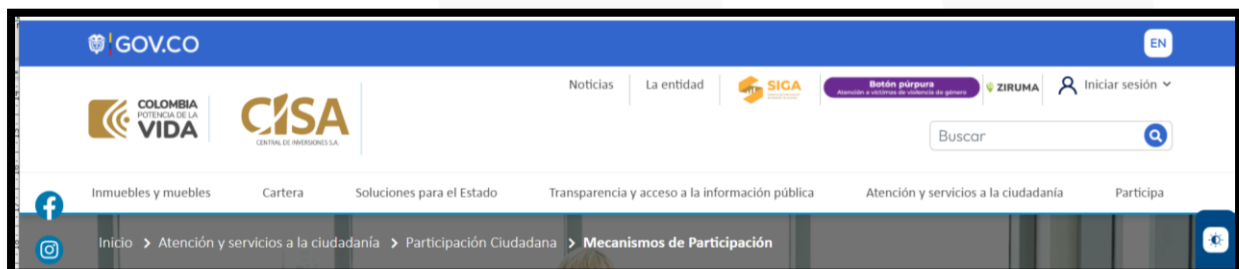 GOV.CO
EN
Noticias
La entidad
SIGA
Botón púrpura
Atención a víctimas de violencia de género
ZIRUMA
Iniciar sesión
COLOMBIA
POTENCIA DE LA
VIDA
CISA
CENTRAL DE INVERSIONES S.A.
Buscar
Inmuebles y muebles
Cartera
Soluciones para el Estado
Transparencia y acceso a la información pública
Atención y servicios a la ciudadanía
Participa
Inicio > Atención y servicios a la ciudadanía > Participación Ciudadana > Mecanismos de Participación